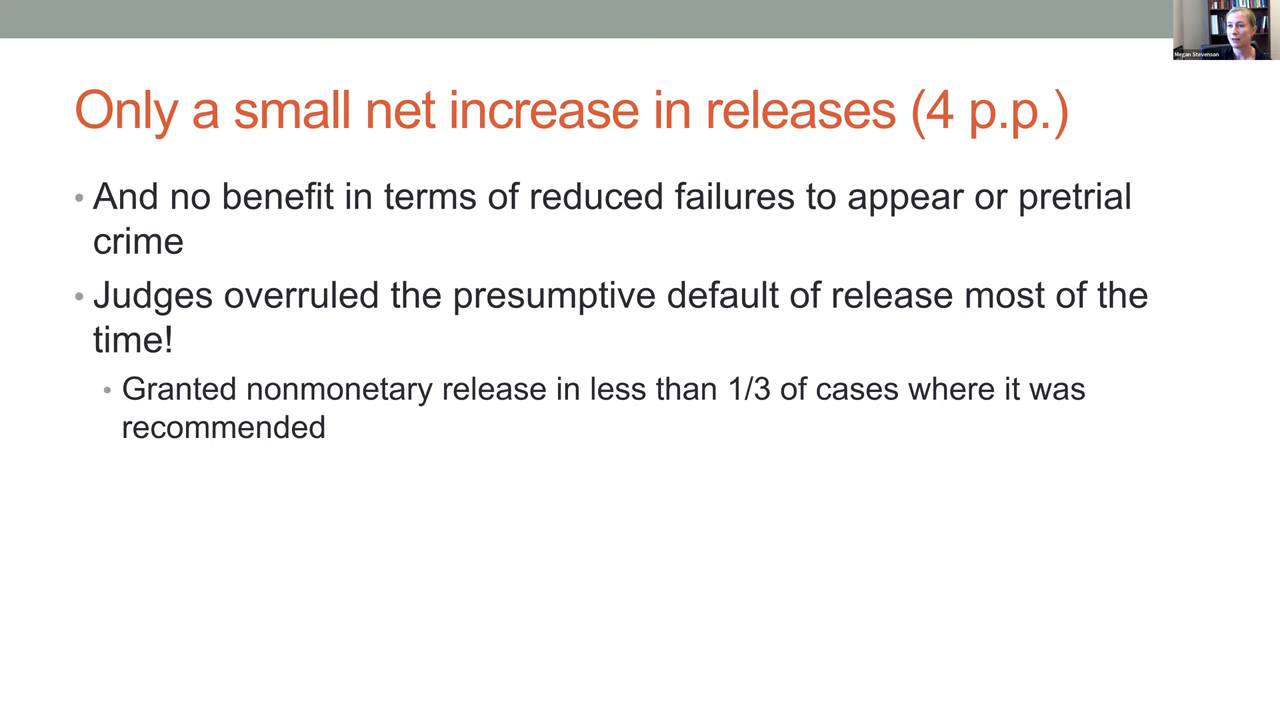 Megan Stevenson
Only a small net increase in releases (4 p.p.)
• And no benefit in terms of reduced failures to appear or pretrial
crime
• Judges overruled the presumptive default of release most of the
time!
• Granted nonmonetary release in less than 1/3 of cases where it was
recommended